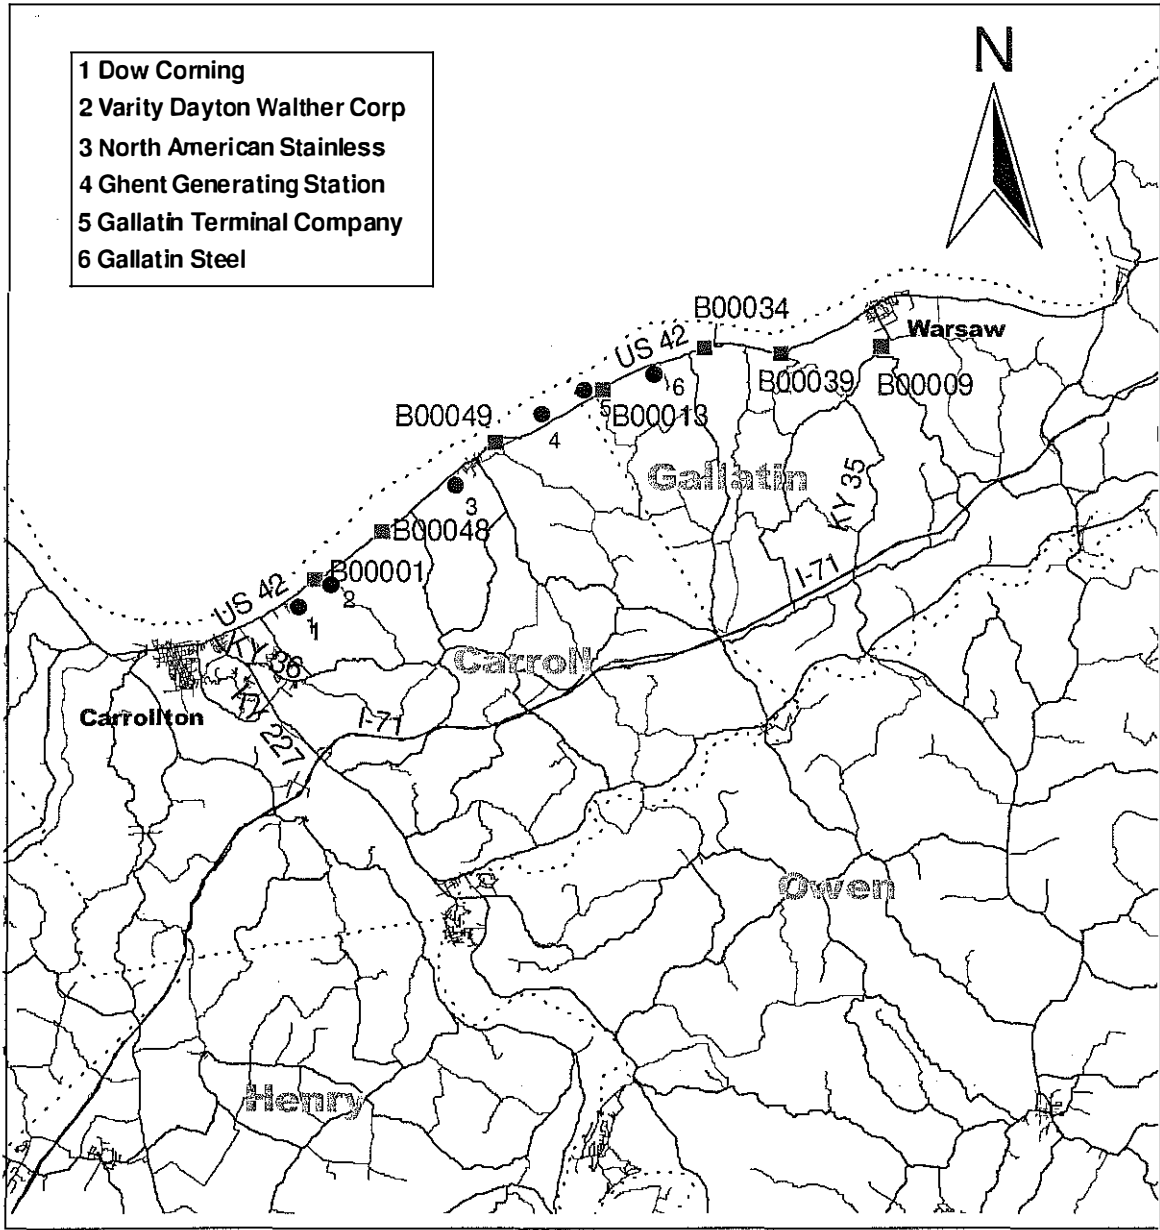 1 Dow Corning
2 Varity Dayton Walther Corp
3 North American Stainless
4 Ghent Generating Station
5 Gallatin Terminal Company
6 Gallatin Steel
N
B00034
Warsaw
US 42
B00039
B00009
6
5
B00013
B00049
4
Gallatin
KY 35
3
B00048
I-71
B00001
2
US 42
1
KY 36
Carroll
KY 227
Carrollton
I-71
Owen
Henry